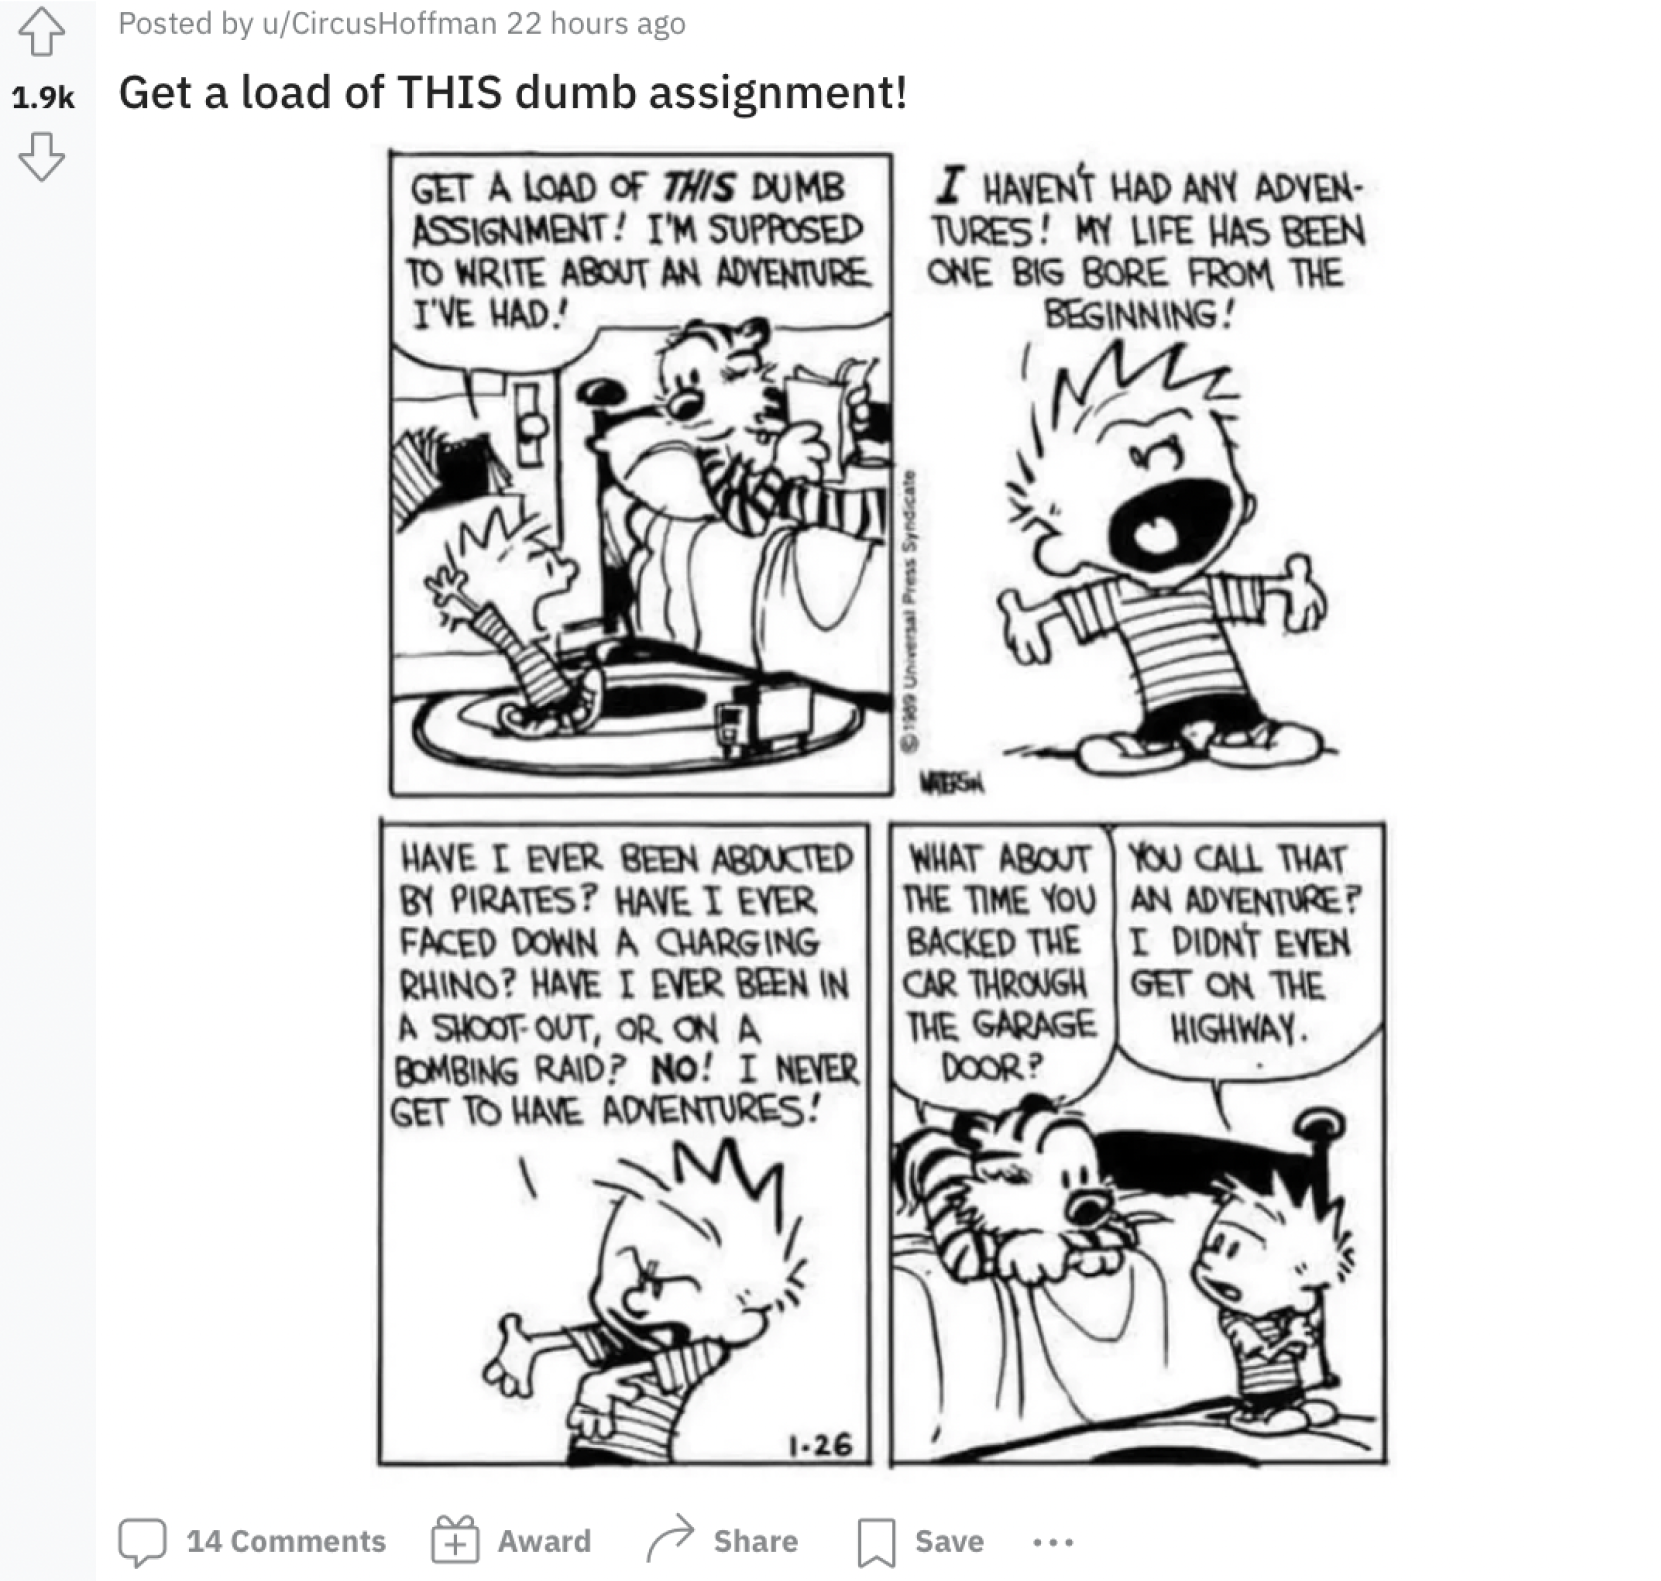 Posted by u/CircusHoffman 22 hours ago
1.9k
Get a load of THIS dumb assignment!
GET A LOAD OF THIS DUMB
ASSIGNMENT! I'M SUPPOSED
TO WRITE ABOUT AN ADVENTURE
I'VE HAD!
I HAVEN'T HAD ANY ADVEN-
TURES! MY LIFE HAS BEEN
ONE BIG BORE FROM THE
BEGINNING!
© 1989 Universal Press Syndicate
WATERSON
HAVE I EVER BEEN ABDUCTED
BY PIRATES? HAVE I EVER
FACED DOWN A CHARGING
RHINO? HAVE I EVER BEEN IN
A SHOOT-OUT, OR ON A
BOMBING RAID? NO! I NEVER
GET TO HAVE ADVENTURES!
1-26
WHAT ABOUT
THE TIME YOU
BACKED THE
CAR THROUGH
THE GARAGE
DOOR?
YOU CALL THAT
AN ADVENTURE?
I DIDN'T EVEN
GET ON THE
HIGHWAY.
14 Comments
Award
Share
Save